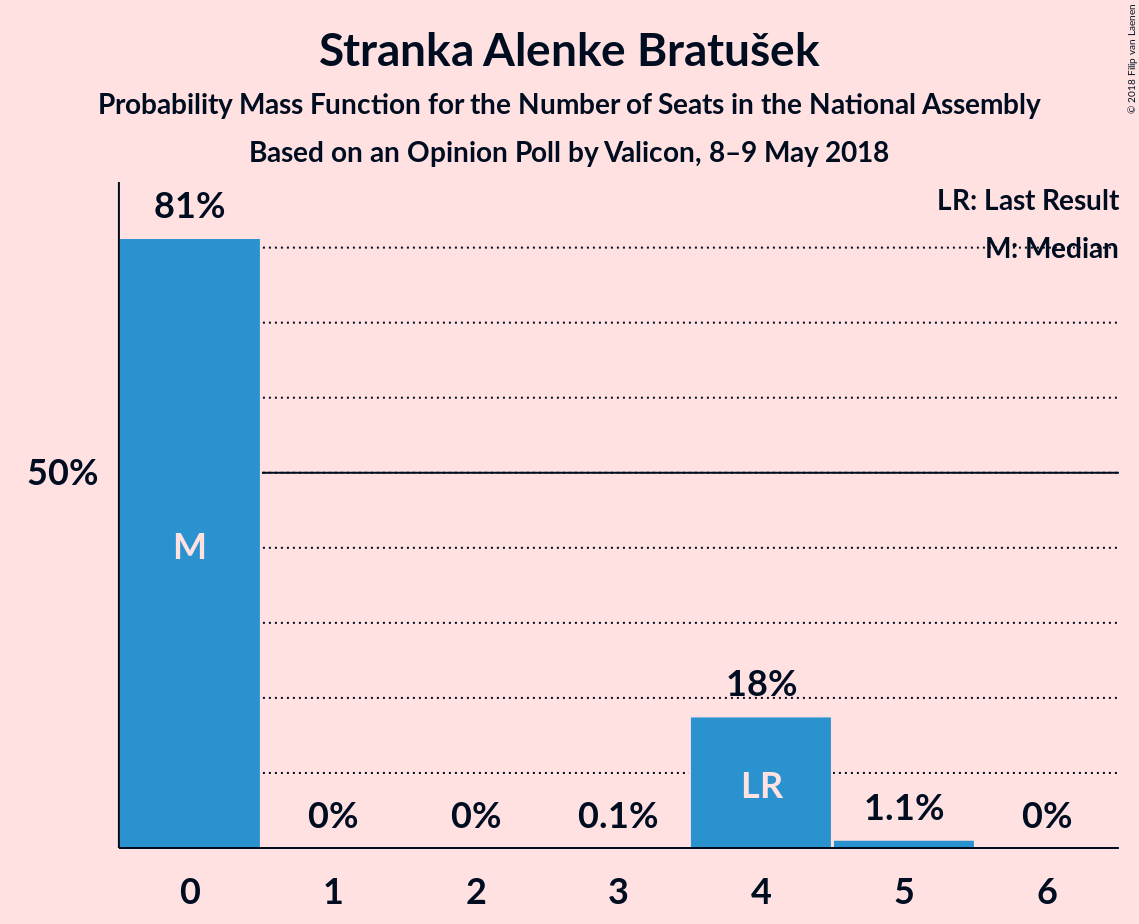 Stranka Alenke Bratušek
Probability Mass Function for the Number of Seats in the National Assembly
Based on an Opinion Poll by Valicon, 8–9 May 2018
© 2018 Filip van Laenen
LR: Last Result
M: Median
81%
50%
M
18%
LR
0%
0%
0.1%
1.1%
0%
0
1
2
3
4
5
6